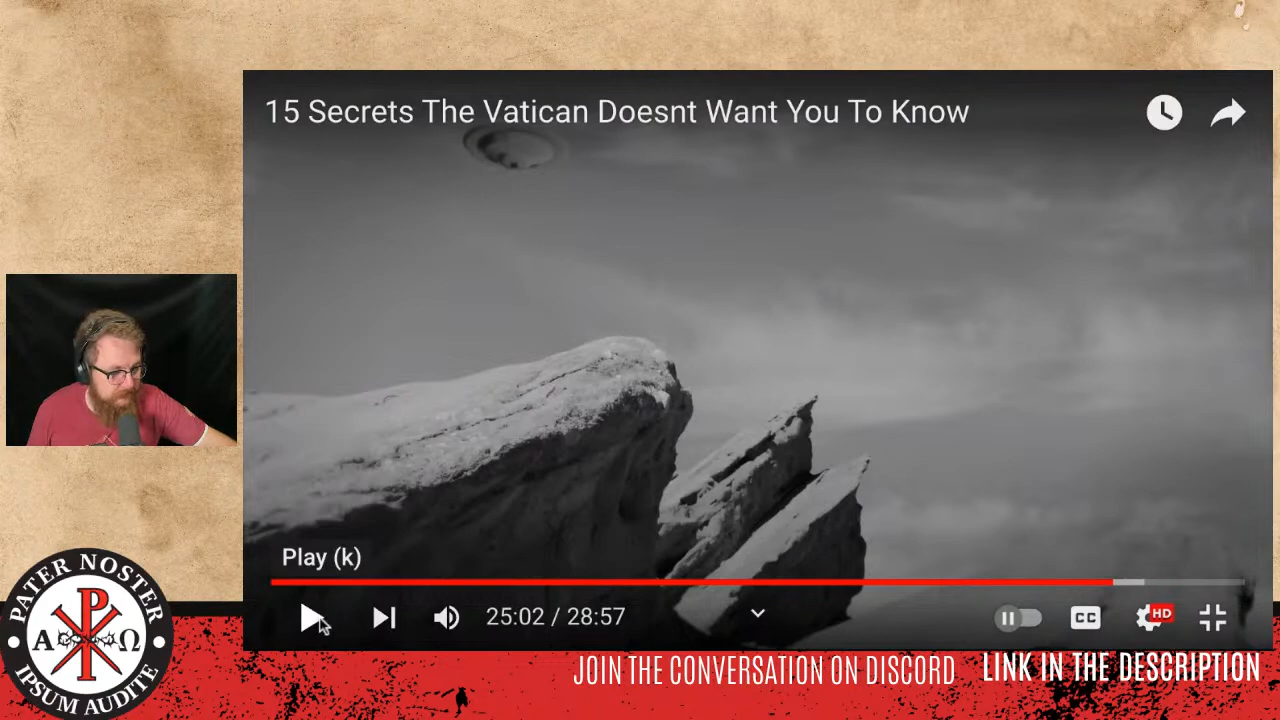 15 Secrets The Vatican Doesnt Want You To Know
Play (k)
25:02 / 28:57
CC
HD
PATER NOSTER
Α Ω
IPSUM AUDITE
JOIN THE CONVERSATION ON DISCORD
LINK IN THE DESCRIPTION